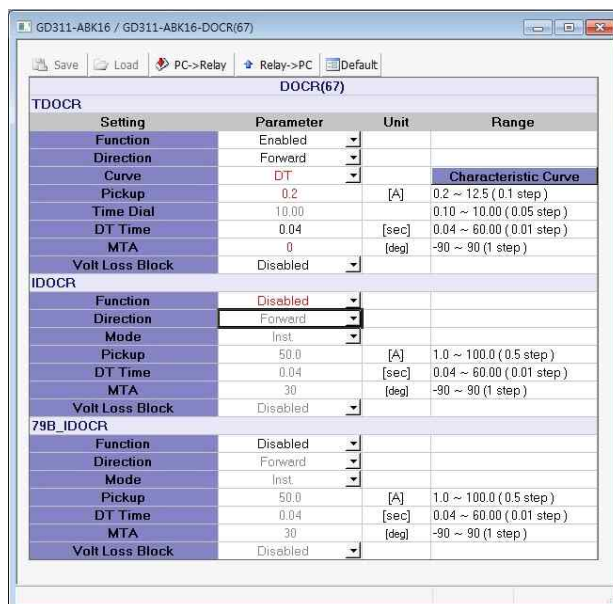 GD311-ABK16 / GD311-ABK16-DOCR(67)
Save Load PC->Relay Relay->PC Default
DOCR(67)
TDOCR
Setting Parameter Unit Range
Function Enabled
Direction Forward
Curve DT Characteristic Curve
Pickup 0.2 [A] 0.2 ~ 12.5 ( 0.1 step )
Time Dial 10.00 0.10 ~ 10.00 ( 0.05 step )
DT Time 0.04 [sec] 0.04 ~ 60.00 ( 0.01 step )
MTA 0 [deg] -90 ~ 90 (1 step )
Volt Loss Block Disabled
IDOCR
Function Disabled
Direction Forward
Mode Inst.
Pickup 50.0 [A] 1.0 ~ 100.0 ( 0.5 step )
DT Time 0.04 [sec] 0.04 ~ 60.00 ( 0.01 step )
MTA 30 [deg] -90 ~ 90 (1 step )
Volt Loss Block Disabled
79B_IDOCR
Function Disabled
Direction Forward
Mode Inst.
Pickup 50.0 [A] 1.0 ~ 100.0 ( 0.5 step )
DT Time 0.04 [sec] 0.04 ~ 60.00 ( 0.01 step )
MTA 30 [deg] -90 ~ 90 (1 step )
Volt Loss Block Disabled